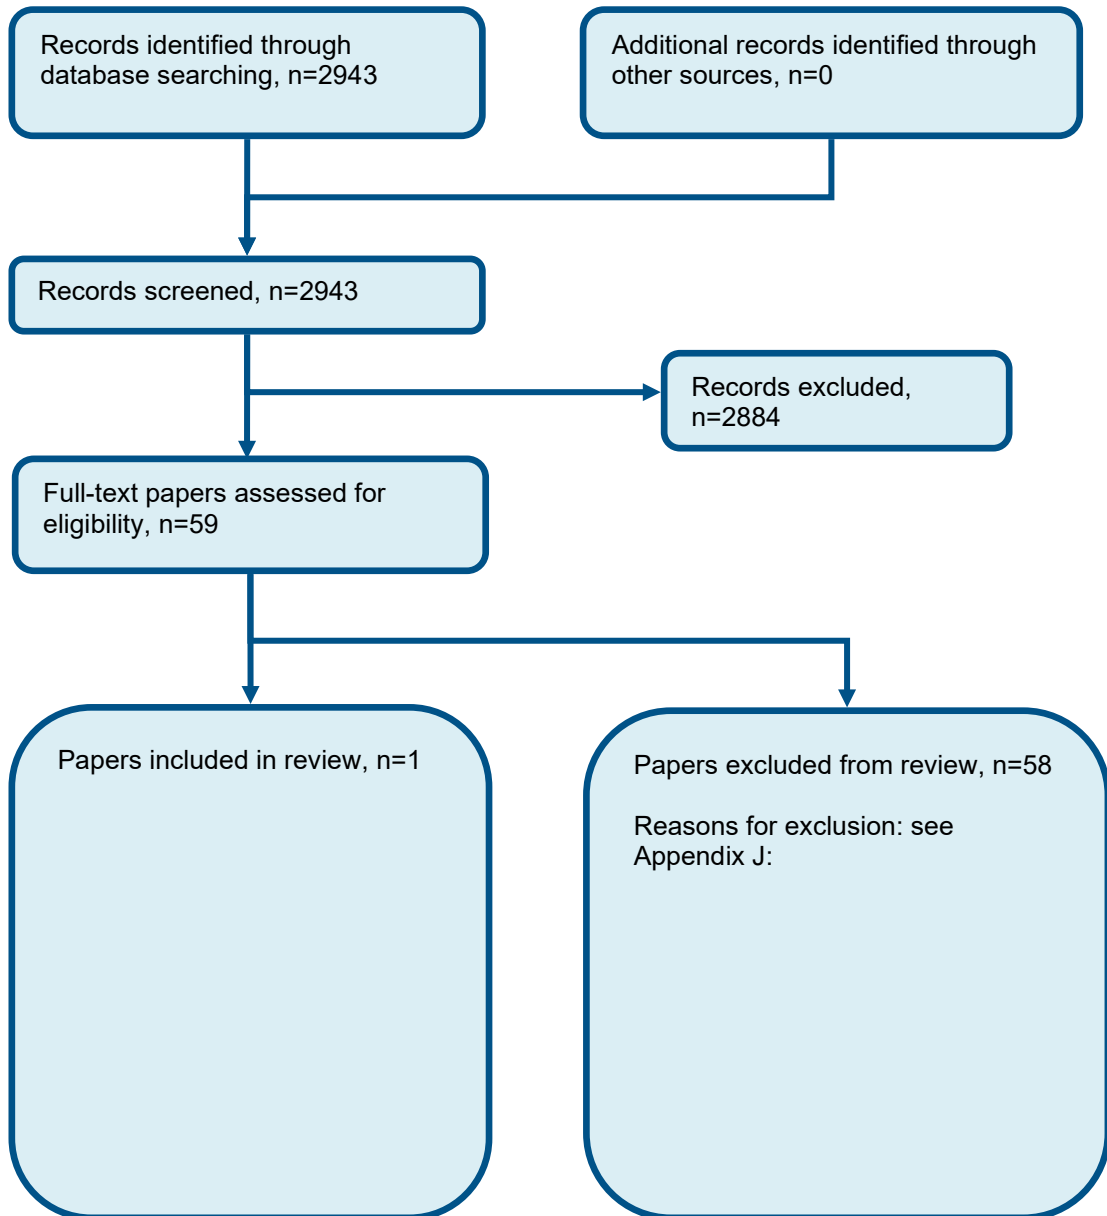 Records identified through
database searching, n=2943
Additional records identified through
other sources, n=0
Records screened, n=2943
Records excluded,
n=2884
Full-text papers assessed for
eligibility, n=59
Papers included in review, n=1
Papers excluded from review, n=58
Reasons for exclusion: see
Appendix J: